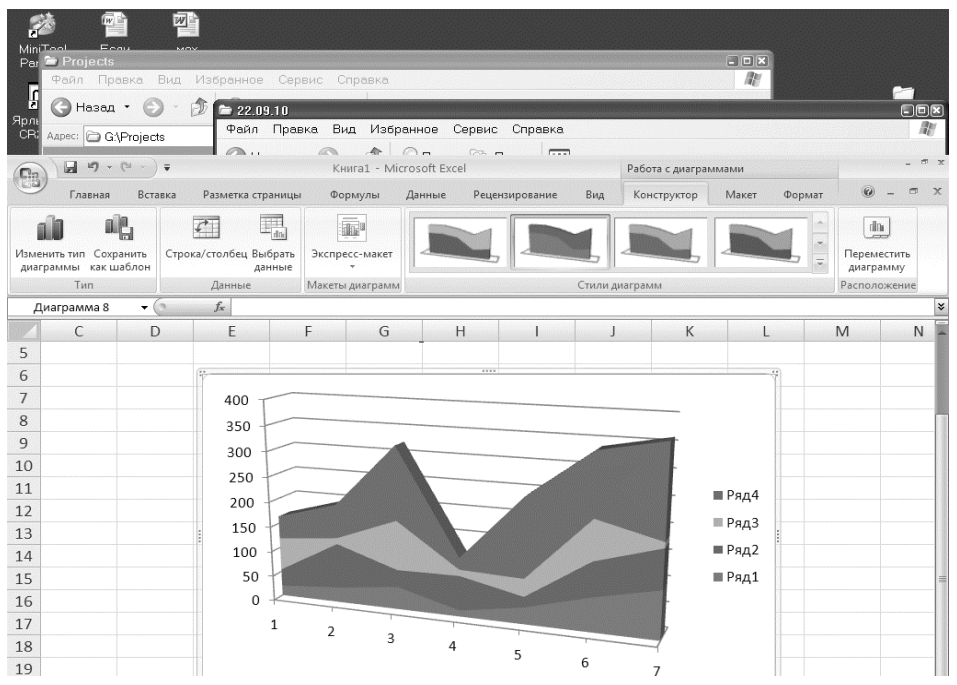 MiniTool
Если
мох
Par
Projects
Файл Правка Вид Избранное Сервис Справка
Назад
Ярлы
CR
Адрес: G:\Projects
22.09.10
Файл Правка Вид Избранное Сервис Справка
Книга1 - Microsoft Excel
Работа с диаграммами
Главная Вставка Разметка страницы Формулы Данные Рецензирование Вид Конструктор Макет Формат
Изменить тип диаграммы
Сохранить как шаблон
Строка/столбец
Выбрать данные
Экспресс-макет
Переместить диаграмму
Тип Данные Макеты диаграмм Стили диаграмм Расположение
Диаграмма 8 fx
C D E F G H I J K L M N
5
6
7
8
9
10
11
12
13
14
15
16
17
18
19
400
350
300
250
200
150
100
50
0
1 2 3 4 5 6 7
Ряд4
Ряд3
Ряд2
Ряд1